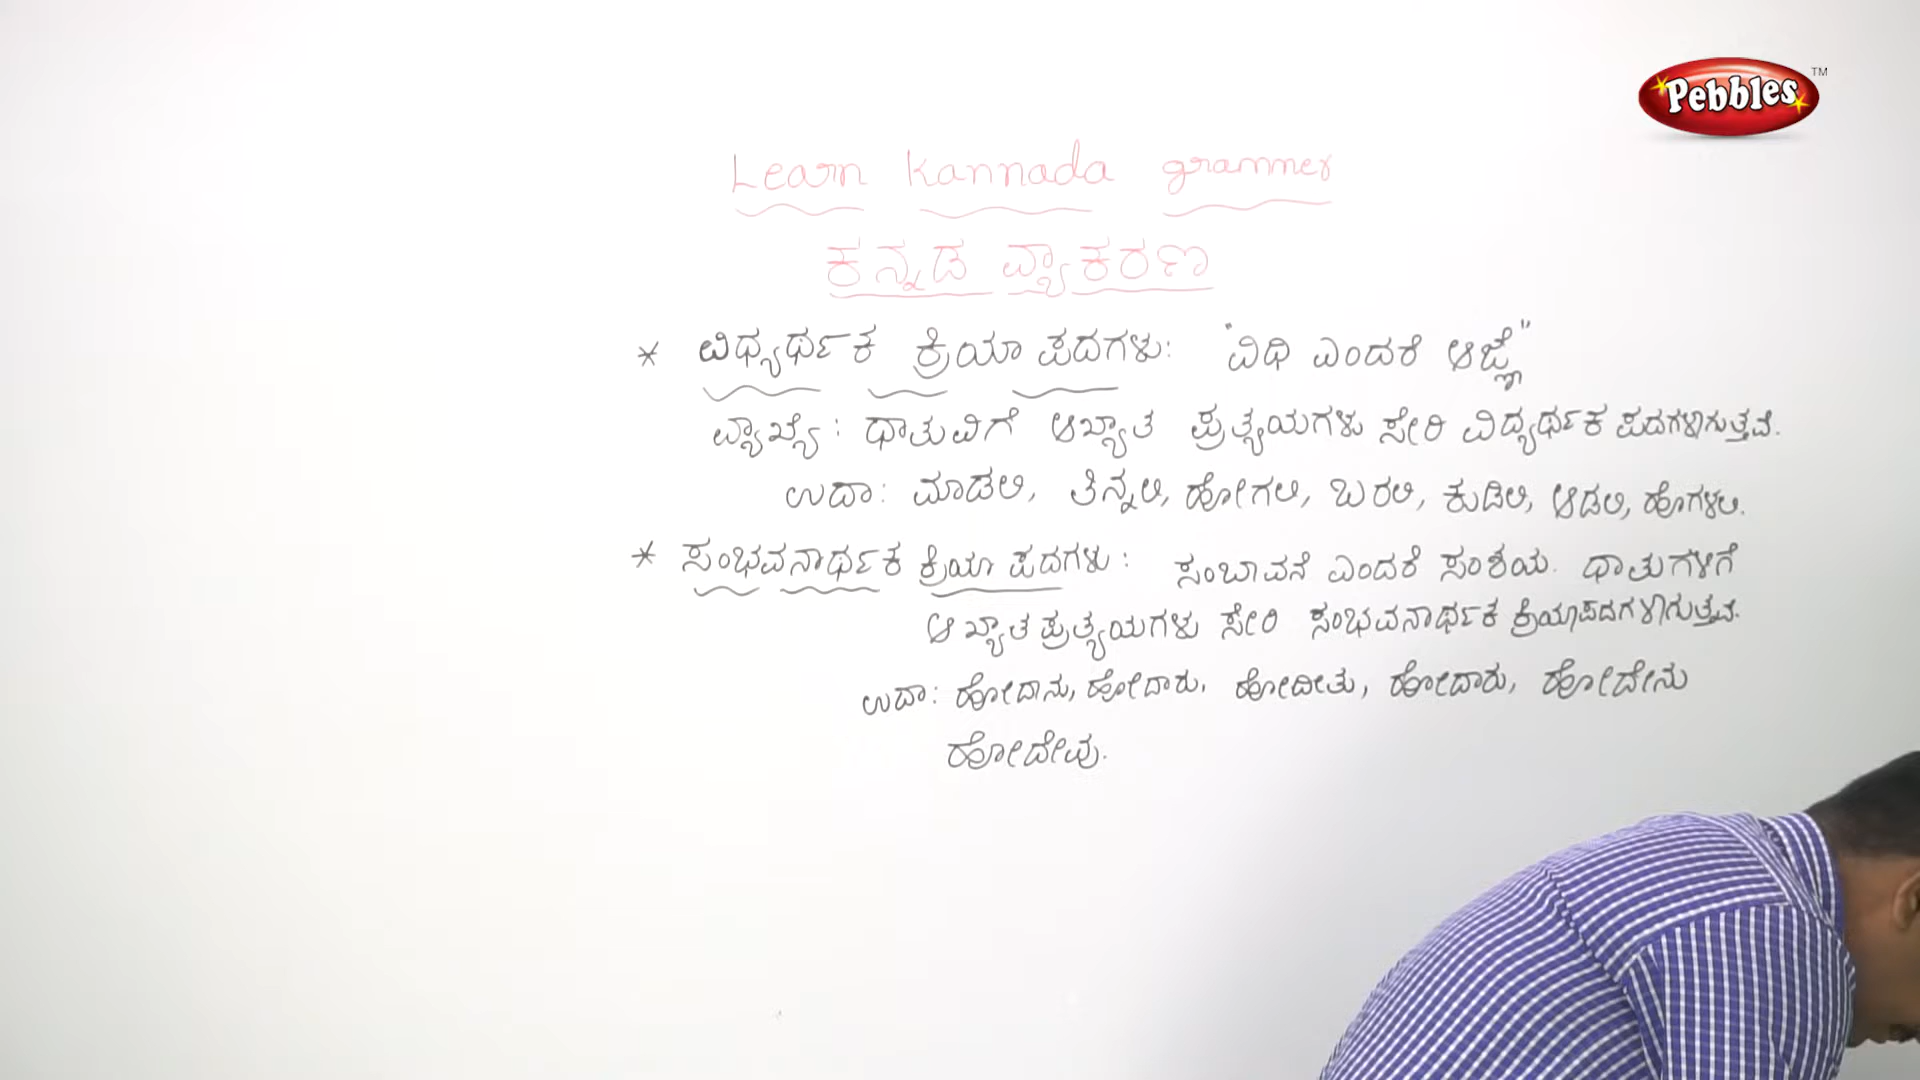 Pebbles TM
Learn kannada grammer
ಕನ್ನಡ ವ್ಯಾಕರಣ
* ವಿಧ್ಯರ್ಥಕ ಕ್ರಿಯಾ ಪದಗಳು: "ವಿಧಿ ಎಂದರೆ ಆಜ್ಞೆ"
ವ್ಯಾಖ್ಯೆ: ಧಾತುವಿಗೆ ಆಖ್ಯಾತ ಪ್ರತ್ಯಯಗಳು ಸೇರಿ ವಿದ್ಯರ್ಥಕ ಪದಗಳಾಗುತ್ತವೆ.
ಉದಾ: ಮಾಡಲಿ, ತಿನ್ನಲಿ, ಹೋಗಲಿ, ಬರಲಿ, ಕುಡಿಲಿ, ಆಡಲಿ, ಹೊಗಳಲಿ.
* ಸಂಭವನಾರ್ಥಕ ಕ್ರಿಯಾ ಪದಗಳು: ಸಂಬಾವನೆ ಎಂದರೆ ಸಂಶಯ. ಧಾತುಗಳಿಗೆ
ಆಖ್ಯಾತ ಪ್ರತ್ಯಯಗಳು ಸೇರಿ ಸಂಭವನಾರ್ಥಕ ಕ್ರಿಯಾಪದಗಳಾಗುತ್ತವೆ.
ಉದಾ: ಹೋದಾನು, ಹೋದಾರು, ಹೋದೀತು, ಹೋದಾರು, ಹೋದೇನು
ಹೋದೇವು.